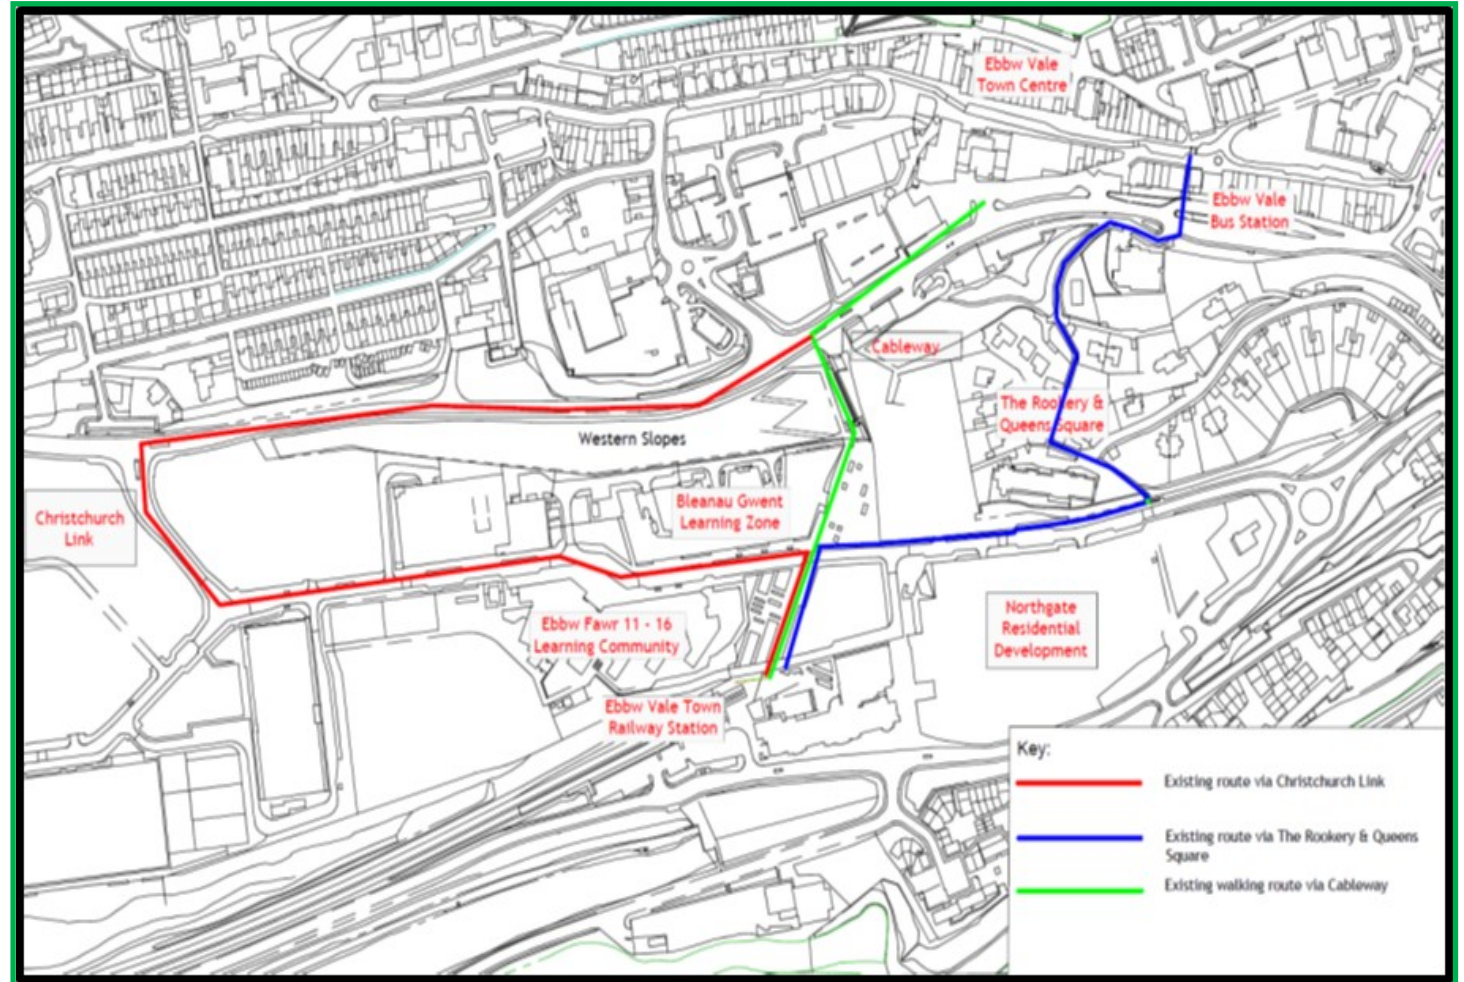 Ebbw Vale
Town Centre
Ebbw Vale
Bus Station
Cableway
The Rookery &
Queens Square
Western Slopes
Bleanau Gwent
Learning Zone
Christchurch
Link
Ebbw Fawr 11 - 16
Learning Community
Northgate
Residential
Development
Ebbw Vale Town
Railway Station
Key:
Existing route via Christchurch Link
Existing route via The Rookery & Queens
Square
Existing walking route via Cableway